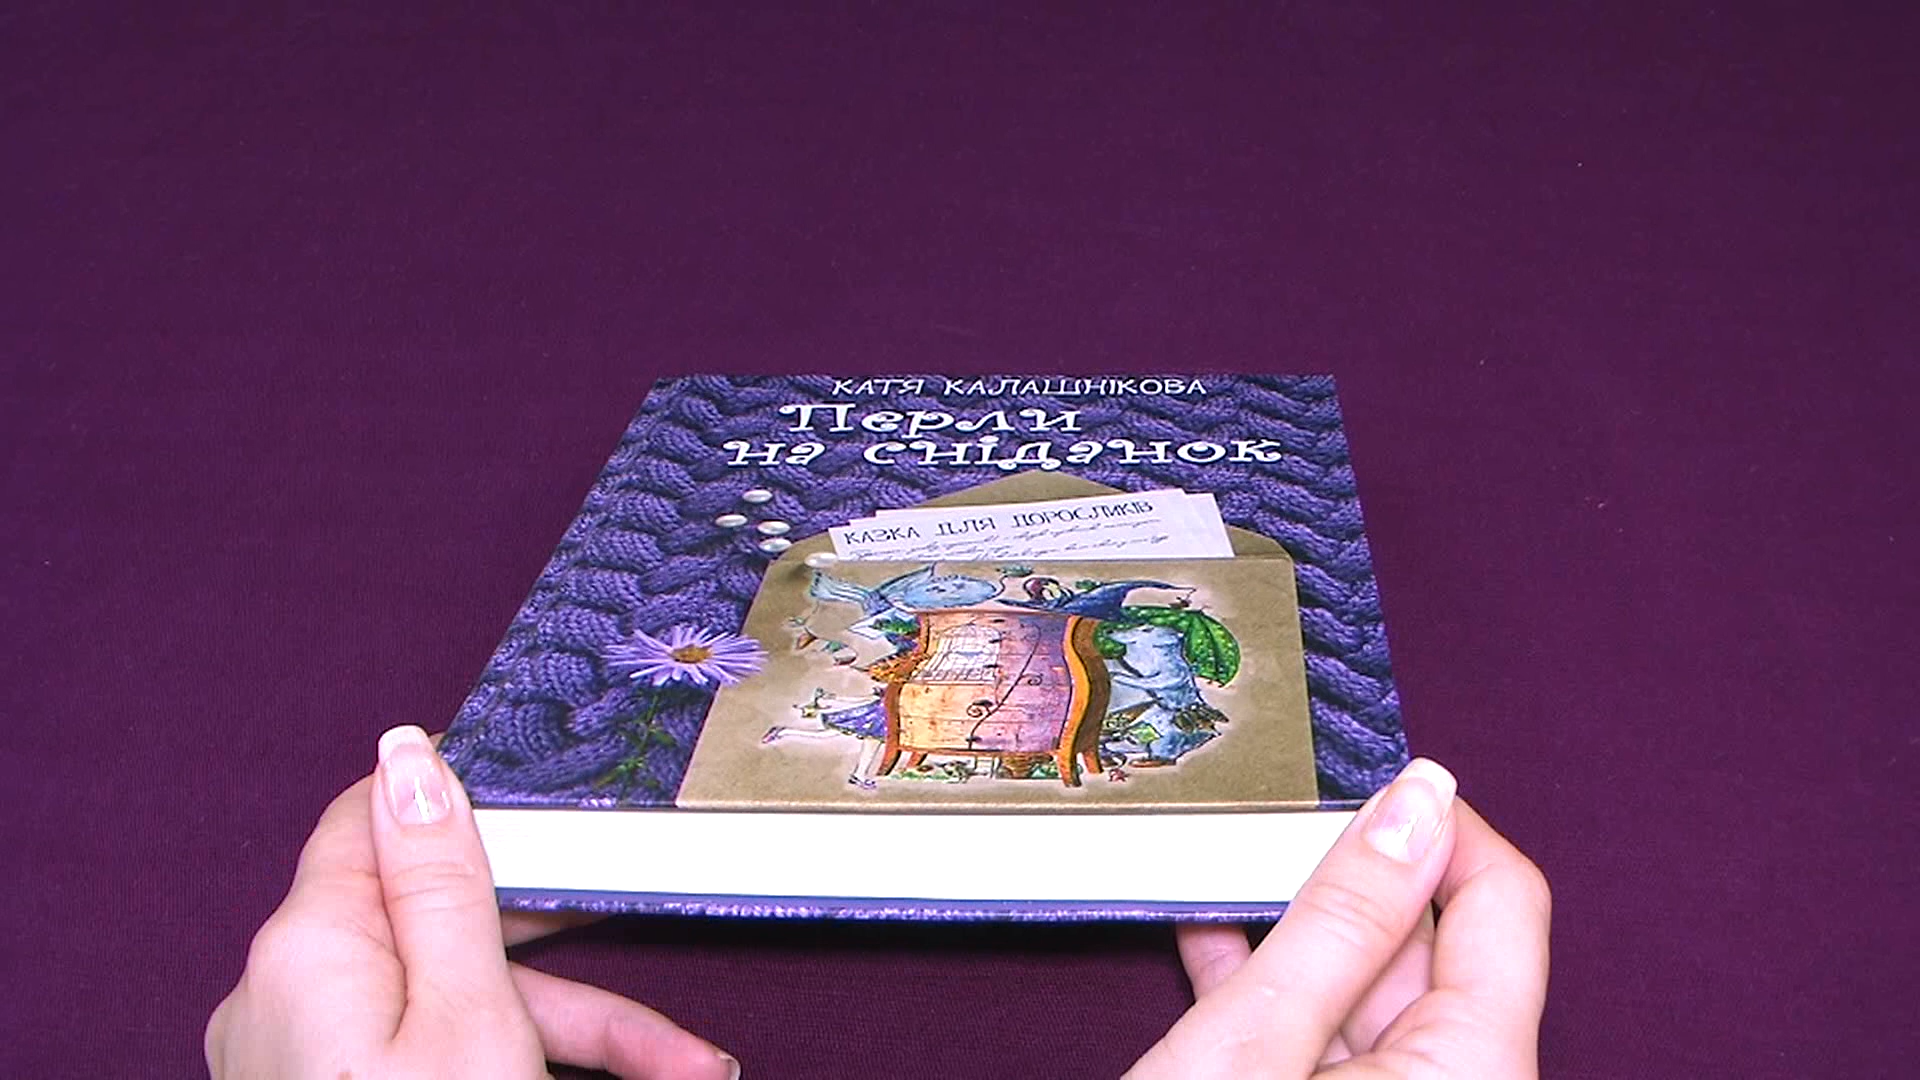 КАТЯ КАЛАШНІКОВА
Перли
на сніданок
КАЗКА ДЛЯ ДОРОСЛИКІВ